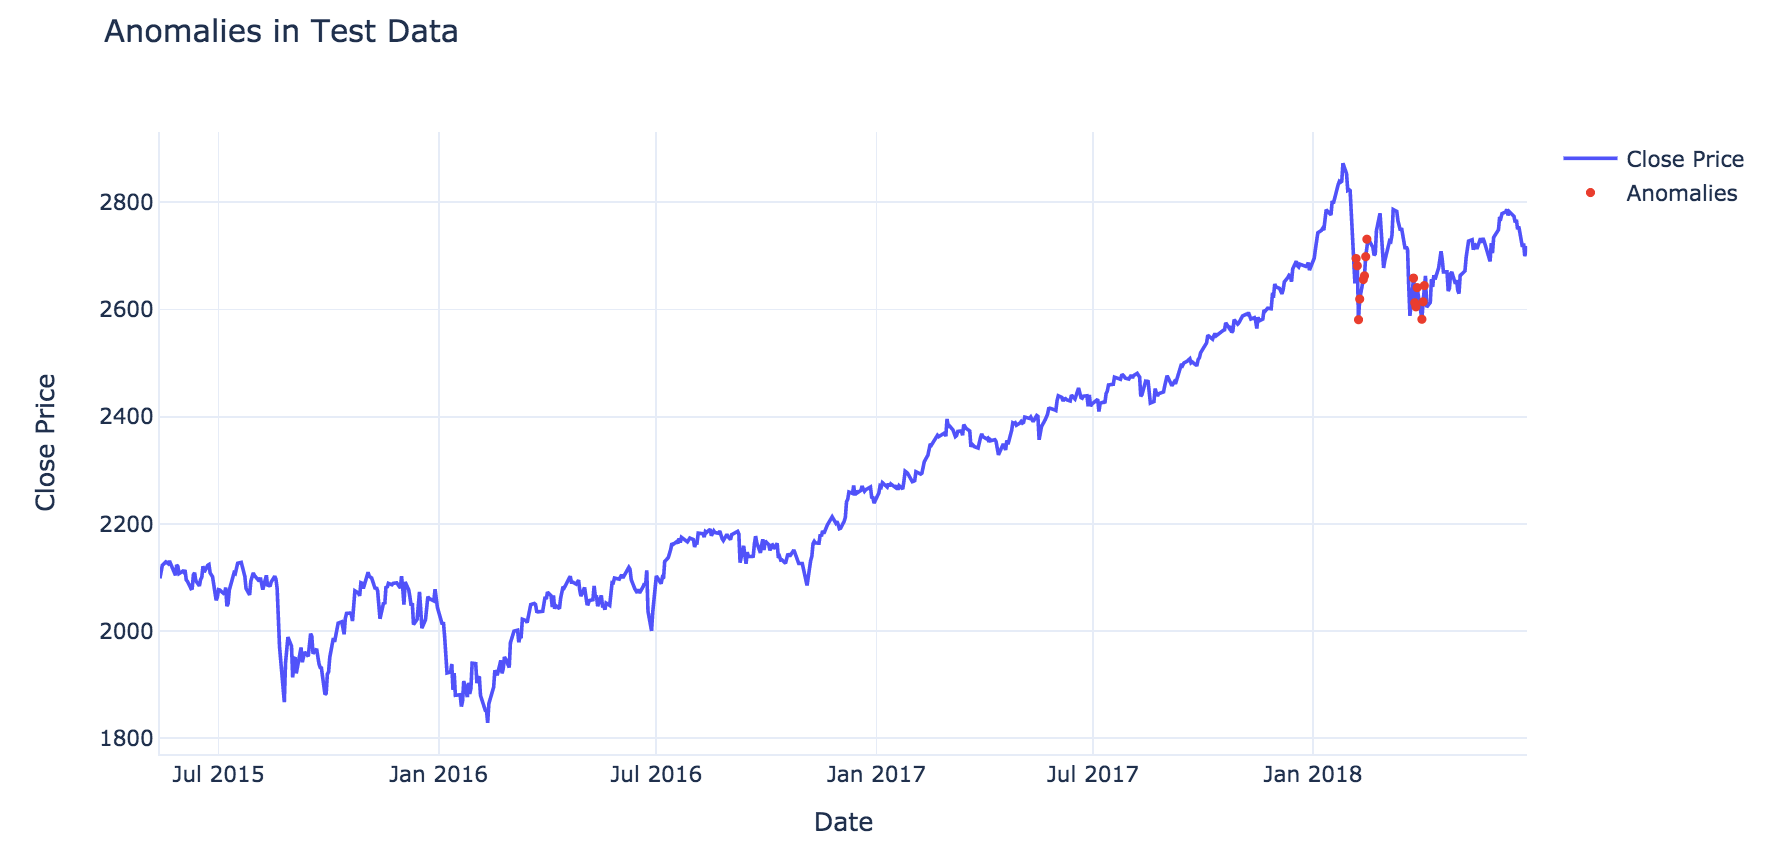 Anomalies in Test Data
Close Price
Anomalies
2800
2600
2400
2200
2000
1800
Close Price
Jul 2015
Jan 2016
Jul 2016
Jan 2017
Jul 2017
Jan 2018
Date